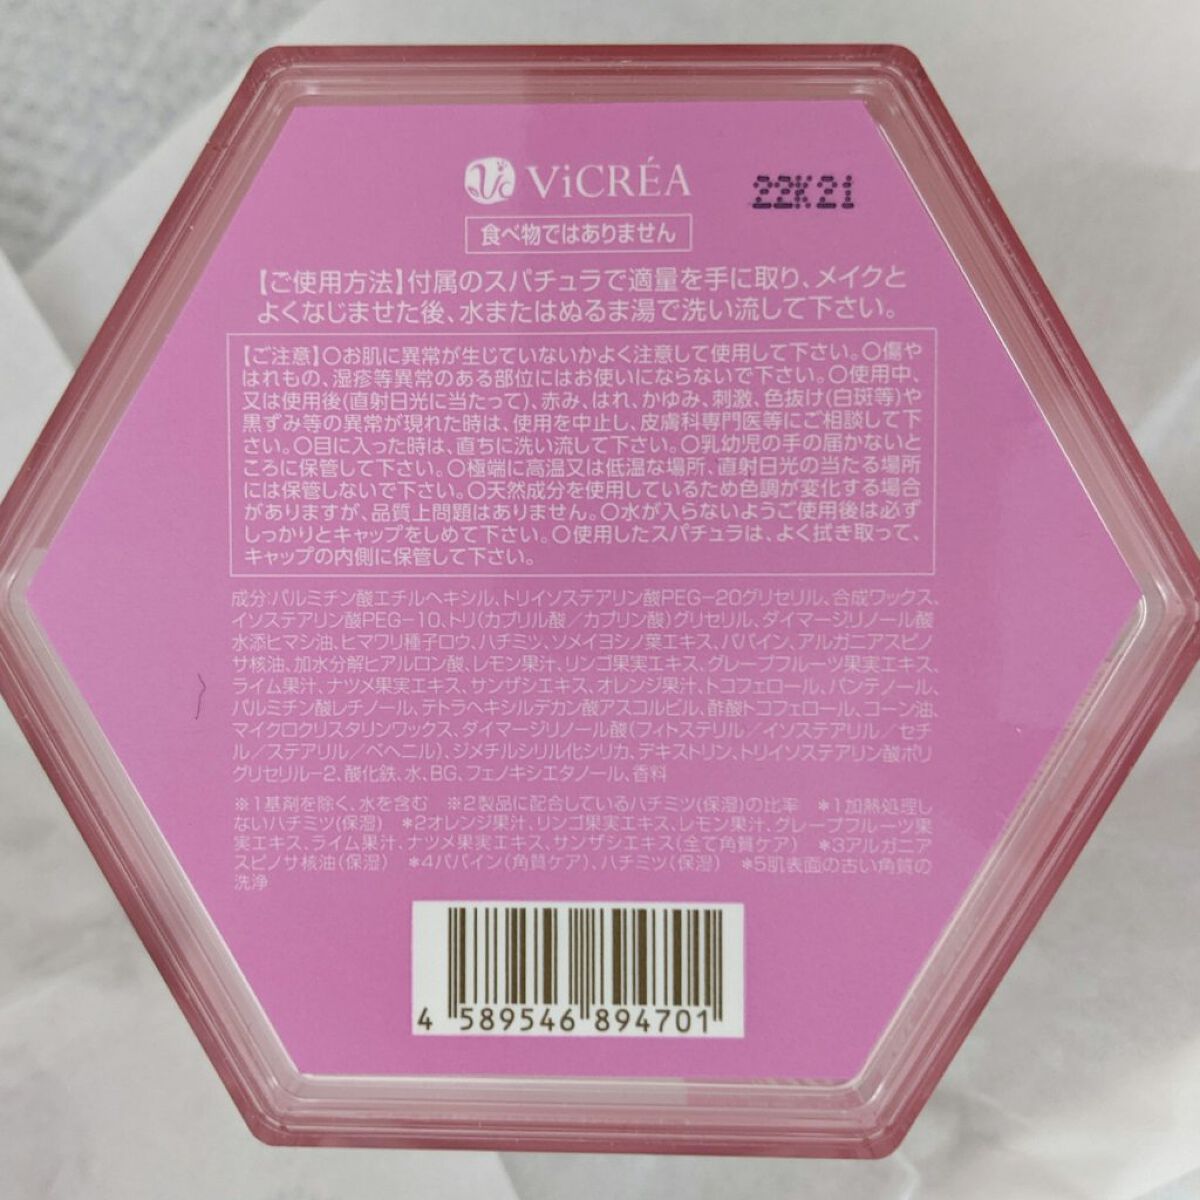 ViCRÉA
22K21
食べ物ではありません
【ご使用方法】付属のスパチュラで適量を手に取り、メイクと
よくなじませた後、水またはぬるま湯で洗い流して下さい。
【ご注意】〇お肌に異常が生じていないかよく注意して使用して下さい。〇傷や
はれもの、湿疹等異常のある部位にはお使いにならないで下さい。〇使用中、
又は使用後(直射日光に当たって)、赤み、はれ、かゆみ、刺激、色抜け(白斑等)や
黒ずみ等の異常が現れた時は、使用を中止し、皮膚科専門医等にご相談して下
さい。〇目に入った時は、直ちに洗い流して下さい。〇乳幼児の手の届かないと
ころに保管して下さい。〇極端に高温又は低温な場所、直射日光の当たる場所
には保管しないで下さい。〇天然成分を使用しているため色調が変化する場合
がありますが、品質上問題はありません。〇水が入らないようご使用後は必ず
しっかりとキャップをしめて下さい。〇使用したスパチュラは、よく拭き取って、
キャップの内側に保管して下さい。
成分:パルミチン酸エチルヘキシル、トリイソステアリン酸PEG-20グリセリル、合成ワックス、
イソステアリン酸PEG-10、トリ(カプリル酸/カプリン酸)グリセリル、ダイマージリノール酸
水添ヒマシ油、ヒマワリ種子ロウ、ハチミツ、ソメイヨシノ葉エキス、パパイン、アルガニアスピノ
サ核油、加水分解ヒアルロン酸、レモン果汁、リンゴ果実エキス、グレープフルーツ果実エキス、
ライム果汁、ナツメ果実エキス、サンザシエキス、オレンジ果汁、トコフェロール、パンテノール、
パルミチン酸レチノール、テトラヘキシルデカン酸アスコルビル、酢酸トコフェロール、コーン油、
マイクロクリスタリンワックス、ダイマージリノール酸(フィトステリル/イソステアリル/セチ
ル/ステアリル/ベヘニル)、ジメチルシリル化シリカ、デキストリン、トリイソステアリン酸ポリ
グリセリル-2、酸化鉄、水、BG、フェノキシエタノール、香料
※1基剤を除く、水を含む ※2製品に配合しているハチミツ(保湿)の比率 *1加熱処理し
ないハチミツ(保湿) *2オレンジ果汁、リンゴ果実エキス、レモン果汁、グレープフルーツ果
実エキス、ライム果汁、ナツメ果実エキス、サンザシエキス(全て角質ケア) *3アルガニア
スピノサ核油(保湿) *4パパイン(角質ケア)、ハチミツ(保湿) *5肌表面の古い角質の
洗浄
4 589546 894701